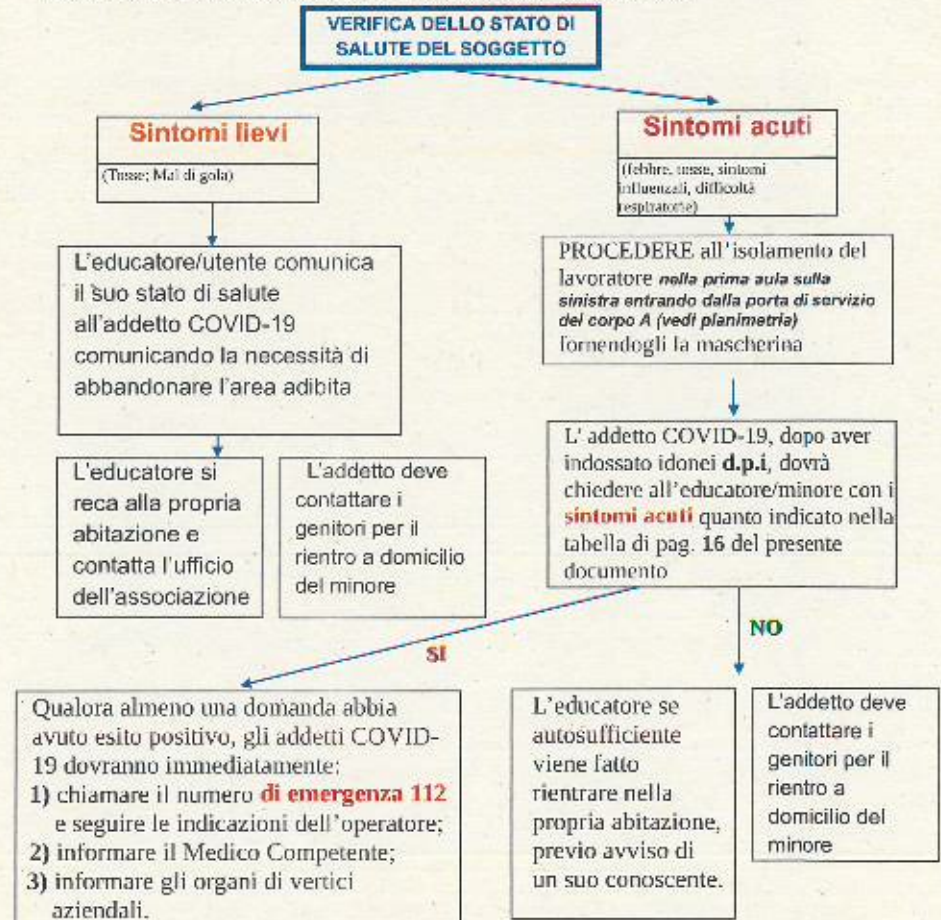 VERIFICA DELLO STATO DI
SALUTE DEL SOGGETTO
Sintomi lievi
(Tosse; Mal di gola)
Sintomi acuti
(febbre, tosse, sintomi
influenzali, difficoltà
respiratorie)
L'educatore/utente comunica
il suo stato di salute
all'addetto COVID-19
comunicando la necessità di
abbandonare l'area adibita
PROCEDERE all'isolamento del
lavoratore nella prima aula sulla
sinistra entrando dalla porta di servizio
del corpo A (vedi planimetria)
fornendogli la mascherina
L'educatore si
reca alla propria
abitazione e
contatta l'ufficio
dell'associazione
L'addetto deve
contattare i
genitori per il
rientro a domicilio
del minore
L' addetto COVID-19, dopo aver
indossato idonei d.p.i, dovrà
chiedere all'educatore/minore con i
sintomi acuti quanto indicato nella
tabella di pag. 16 del presente
documento
SI
NO
Qualora almeno una domanda abbia
avuto esito positivo, gli addetti COVID-
19 dovranno immediatamente:
1) chiamare il numero di emergenza 112
e seguire le indicazioni dell'operatore;
2) informare il Medico Competente;
3) informare gli organi di vertici
aziendali.
L'educatore se
autosufficiente
viene fatto
rientrare nella
propria abitazione,
previo avviso di
un suo conoscente.
L'addetto deve
contattare i
genitori per il
rientro a
domicilio del
minore